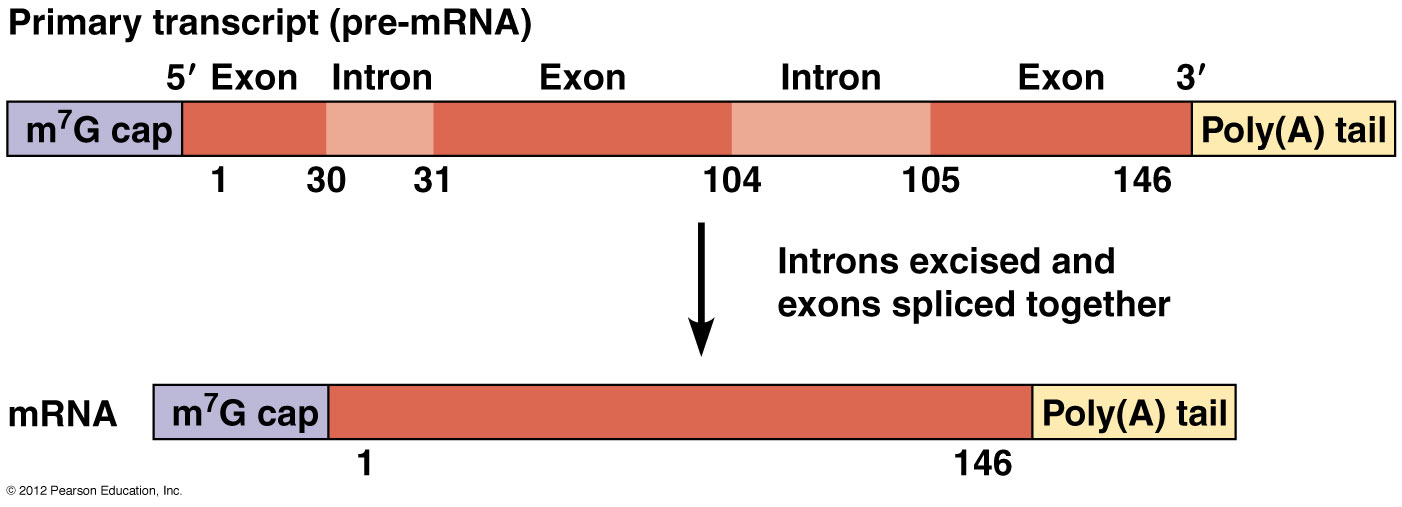 Primary transcript (pre-mRNA)
5′ Exon Intron Exon Intron Exon 3′
m⁷G cap Poly(A) tail
1 30 31 104 105 146
Introns excised and
exons spliced together
mRNA m⁷G cap Poly(A) tail
1 146
© 2012 Pearson Education, Inc.